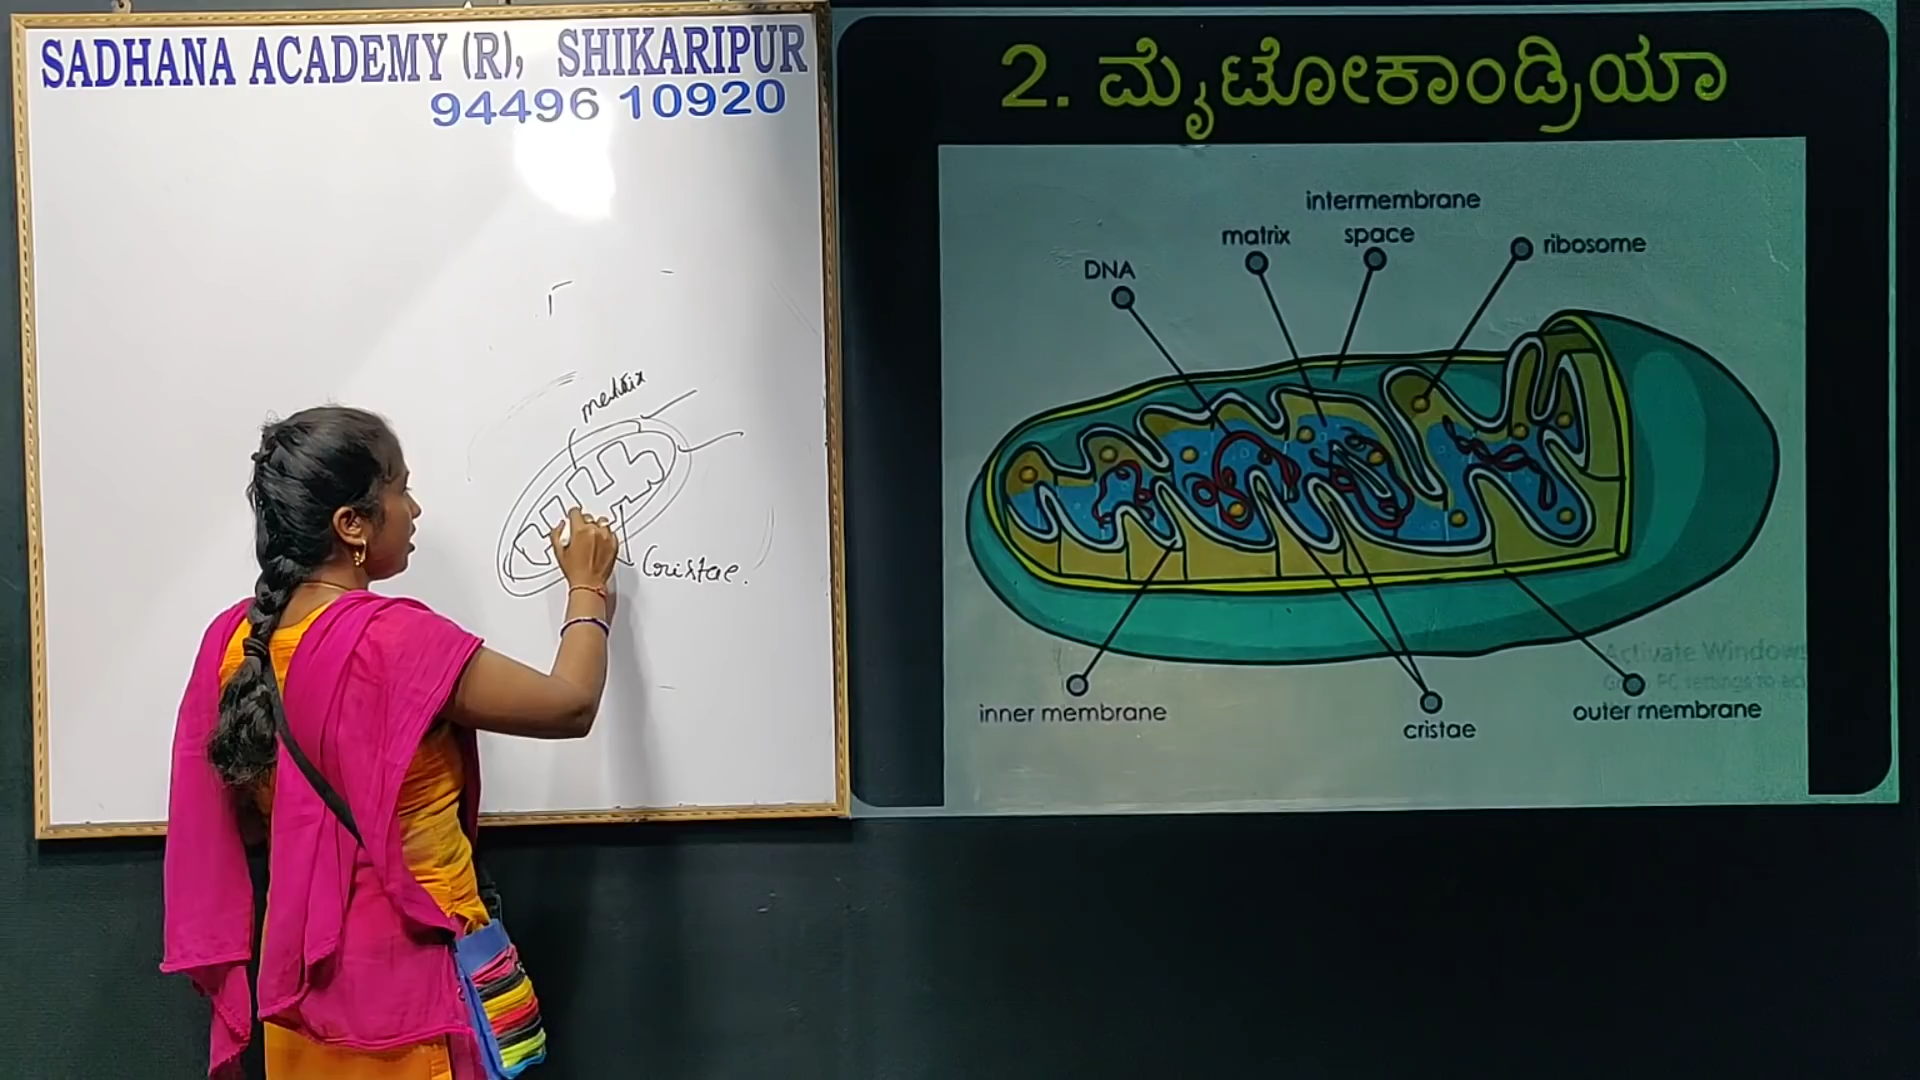 SADHANA ACADEMY (R), SHIKARIPUR
94496 10920
matrix
Cristae.
2. ಮೈಟೋಕಾಂಡ್ರಿಯಾ
intermembrane
space
matrix
ribosome
DNA
inner membrane
cristae
outer membrane
Activate Windows